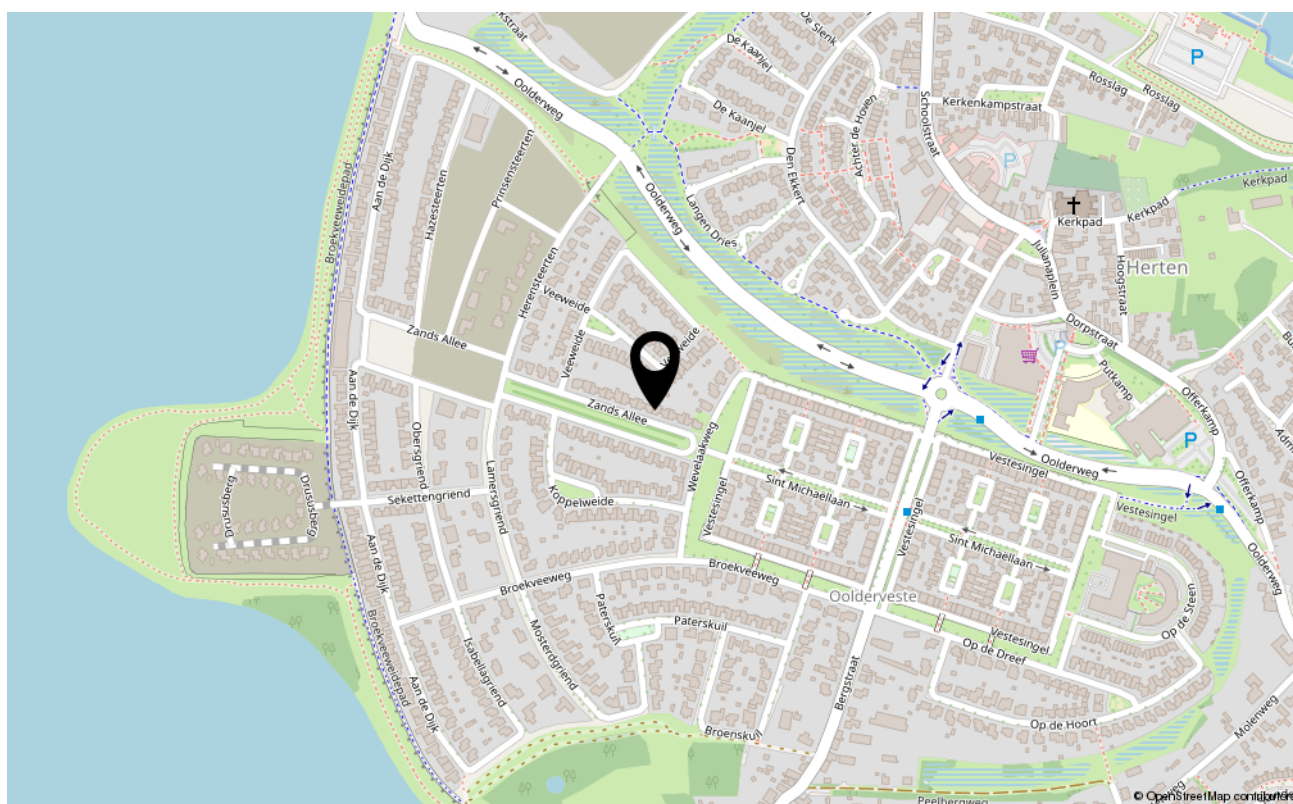 De Slenk
De Kaanjel
Rosslag
Oolderweg
Rosslag
Kerkenkampstraat
De Kaanjel
Achter de Hoven
Schoolstraat
Aan de Dijk
Hazesteerten
Prinsensteerten
Den Ekkert
Broekveeweidepad
Oolderweg
Langen Dries
Kerkpad
Kerkpad
Kerkpad
Julianaplein
Hoogstraat
Herten
Herensteerten
Veeweide
Veeweide
Dorpstraat
Zands Allee
Veeweide
Putkamp
Offerkamp
Aan de Dijk
Zands Allee
Obersgriend
Lamersgriend
Wevelaakweg
Oolderweg
Vestesingel
Drususberg
Drususberg
Sekettengriend
Koppelweide
Vestesingel
Sint Michaëllaan
Vestesingel
Vestesingel
Offerkamp
Aan de Dijk
Sint Michaëllaan
Oolderweg
Broekveeweg
Broekveeweg
Oolderveste
Op de Steen
Broekveeweidepad
Paterskuil
Paterskuil
Mosterdgriend
Isabellagriend
Vestesingel
Op de Dreef
Aan de Dijk
Bergstraat
Op de Hoort
Molenweg
Broenskuil
Peelbergweg
© OpenStreetMap contributors